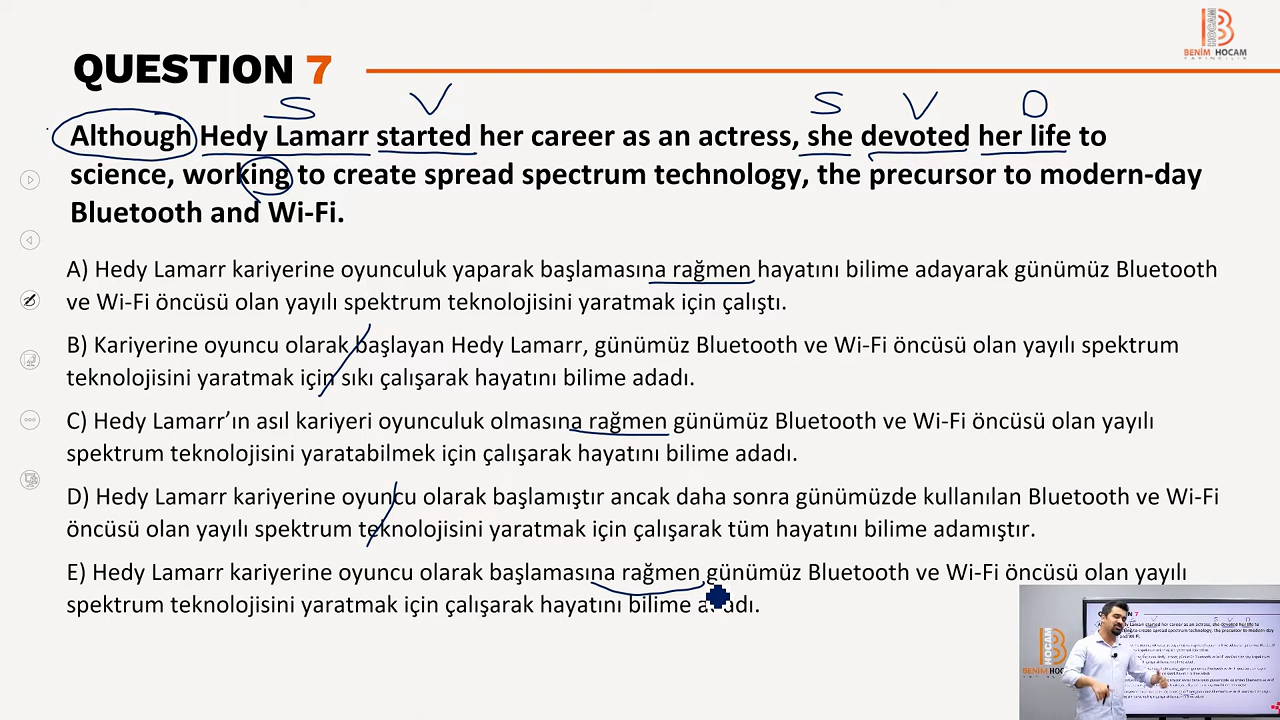 BENİM HOCAM
YAYINCILIK
QUESTION 7
S V S V O
Although Hedy Lamarr started her career as an actress, she devoted her life to
science, working to create spread spectrum technology, the precursor to modern-day
Bluetooth and Wi-Fi.
A) Hedy Lamarr kariyerine oyunculuk yaparak başlamasına rağmen hayatını bilime adayarak günümüz Bluetooth
ve Wi-Fi öncüsü olan yayılı spektrum teknolojisini yaratmak için çalıştı.
B) Kariyerine oyuncu olarak başlayan Hedy Lamarr, günümüz Bluetooth ve Wi-Fi öncüsü olan yayılı spektrum
teknolojisini yaratmak için sıkı çalışarak hayatını bilime adadı.
C) Hedy Lamarr’ın asıl kariyeri oyunculuk olmasına rağmen günümüz Bluetooth ve Wi-Fi öncüsü olan yayılı
spektrum teknolojisini yaratabilmek için çalışarak hayatını bilime adadı.
D) Hedy Lamarr kariyerine oyuncu olarak başlamıştır ancak daha sonra günümüzde kullanılan Bluetooth ve Wi-Fi
öncüsü olan yayılı spektrum teknolojisini yaratmak için çalışarak tüm hayatını bilime adamıştır.
E) Hedy Lamarr kariyerine oyuncu olarak başlamasına rağmen günümüz Bluetooth ve Wi-Fi öncüsü olan yayılı
spektrum teknolojisini yaratmak için çalışarak hayatını bilime adadı.